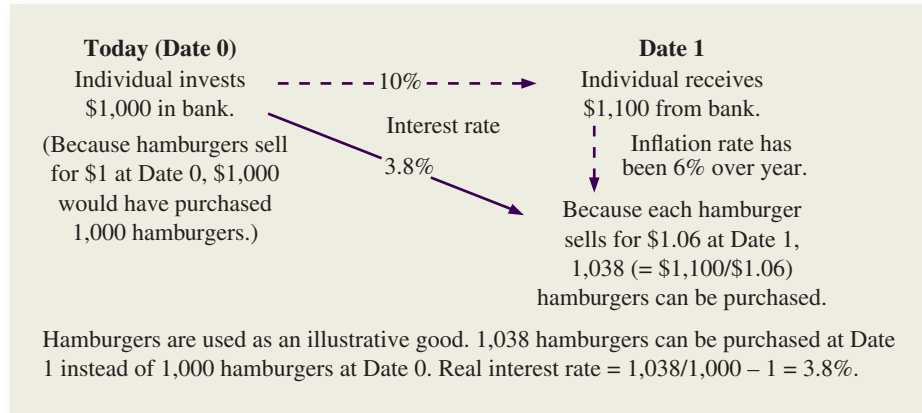 Today (Date 0)
Individual invests
$1,000 in bank.
(Because hamburgers sell
for $1 at Date 0, $1,000
would have purchased
1,000 hamburgers.)
10%
Interest rate
3.8%
Date 1
Individual receives
$1,100 from bank.
Inflation rate has
been 6% over year.
Because each hamburger
sells for $1.06 at Date 1,
1,038 (= $1,100/$1.06)
hamburgers can be purchased.
Hamburgers are used as an illustrative good. 1,038 hamburgers can be purchased at Date
1 instead of 1,000 hamburgers at Date 0. Real interest rate = 1,038/1,000 – 1 = 3.8%.